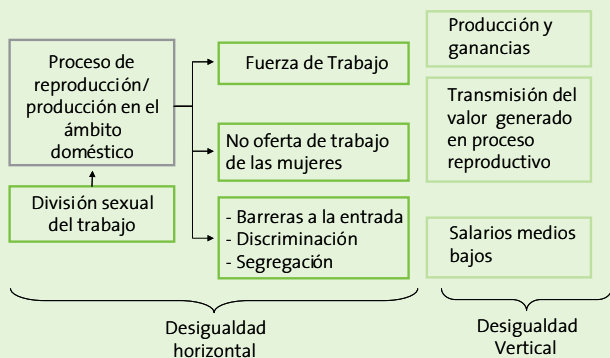 Proceso de
reproducción/
producción en el
ámbito
doméstico
División sexual
del trabajo
Fuerza de Trabajo
No oferta de trabajo
de las mujeres
- Barreras a la entrada
- Discriminación
- Segregación
Producción y
ganancias
Transmisión del
valor generado
en proceso
reproductivo
Salarios medios
bajos
Desigualdad
horizontal
Desigualdad
Vertical